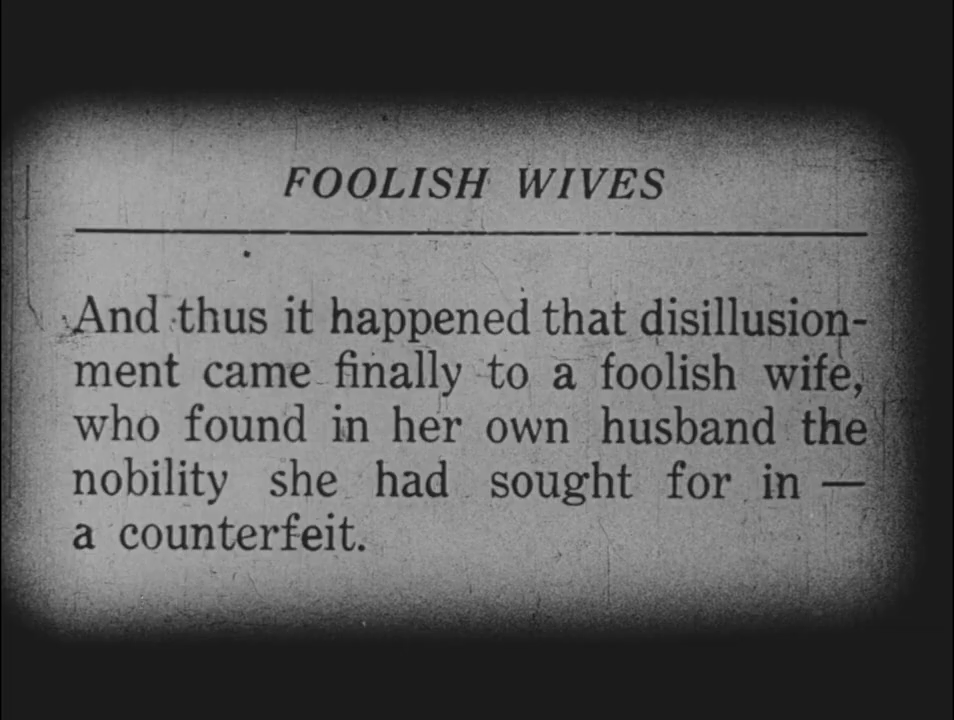 FOOLISH WIVES
And thus it happened that disillusion-
ment came finally to a foolish wife,
who found in her own husband the
nobility she had sought for in —
a counterfeit.